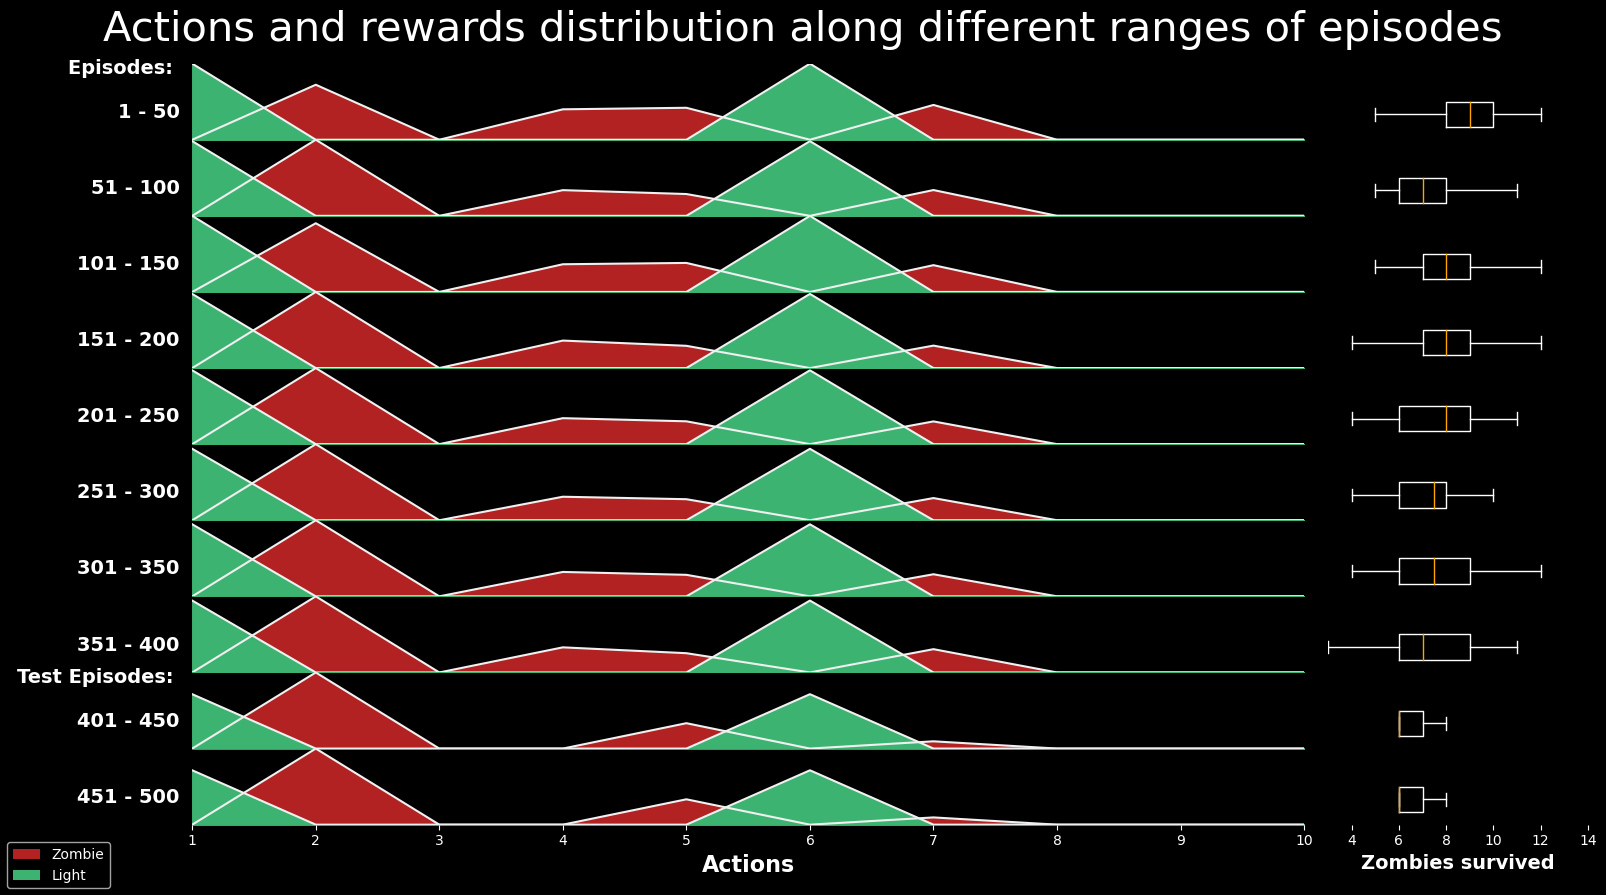 Actions and rewards distribution along different ranges of episodes
Episodes:
1 - 50
51 - 100
101 - 150
151 - 200
201 - 250
251 - 300
301 - 350
351 - 400
Test Episodes:
401 - 450
451 - 500
1 2 3 4 5 6 7 8 9 10
Actions
4 6 8 10 12 14
Zombies survived
Zombie
Light